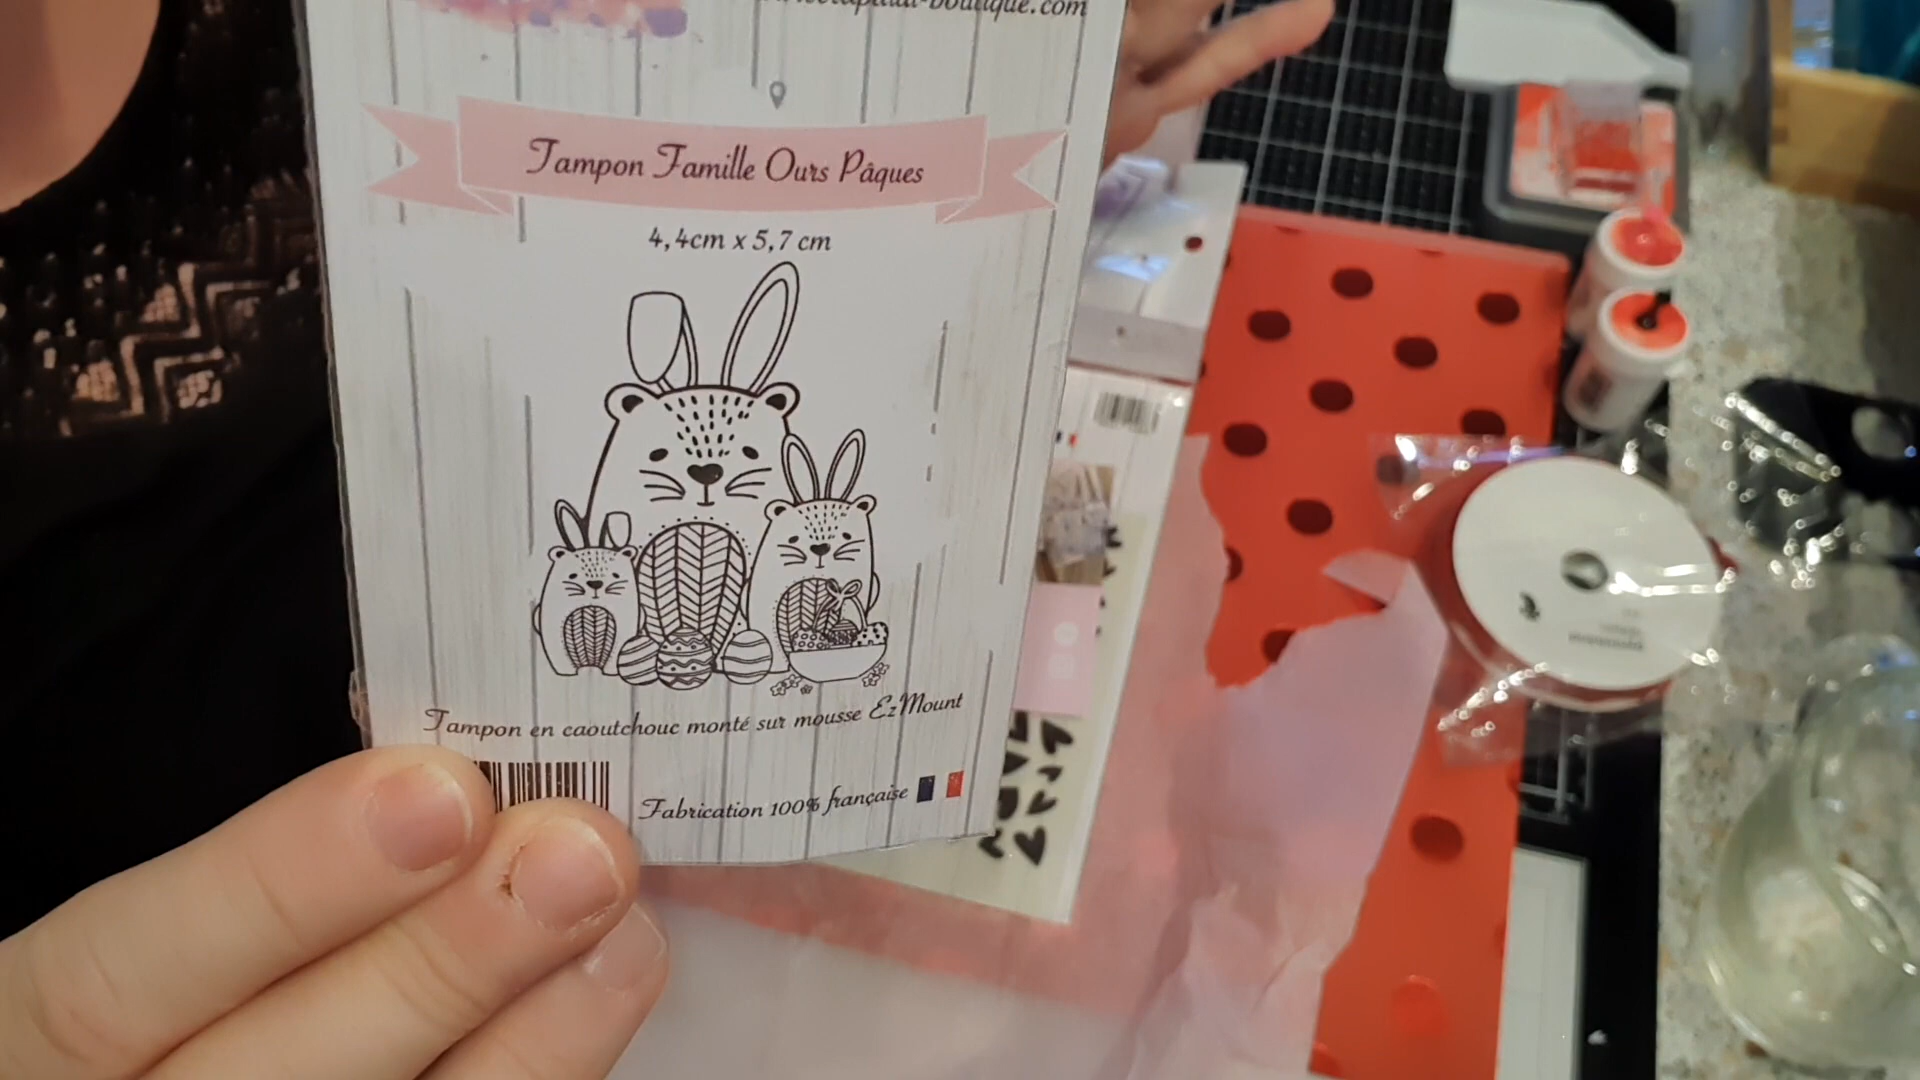 Tampon Famille Ours Pâques
4,4cm x 5,7 cm
Tampon en caoutchouc monté sur mousse EzMount
Fabrication 100% française